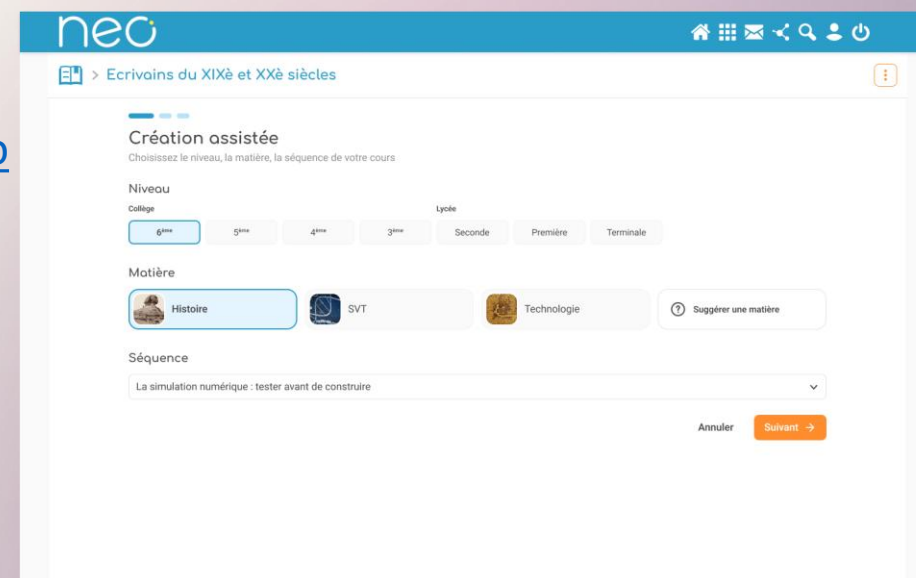 neo
> Ecrivains du XIXè et XXè siècles
Création assistée
Choisissez le niveau, la matière, la séquence de votre cours
Niveau
Collège Lycée
6ème 5ème 4ème 3ème Seconde Première Terminale
Matière
Histoire SVT Technologie ? Suggérer une matière
Séquence
La simulation numérique : tester avant de construire
Annuler Suivant →